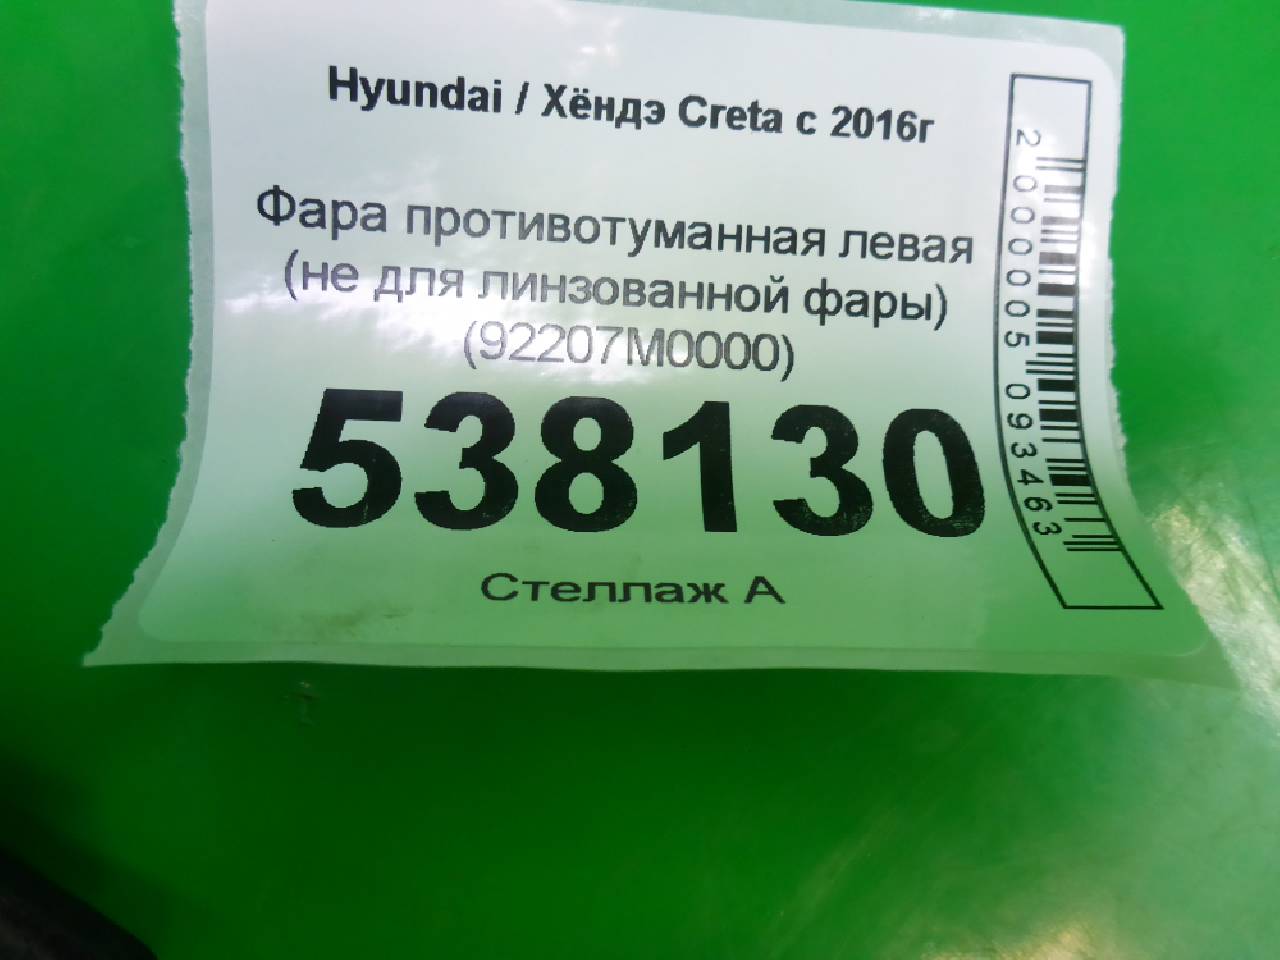 Hyundai / Хёндэ Creta с 2016г
Фара противотуманная левая
(не для линзованной фары)
(92207M0000)
538130
Стеллаж А
2000005093463